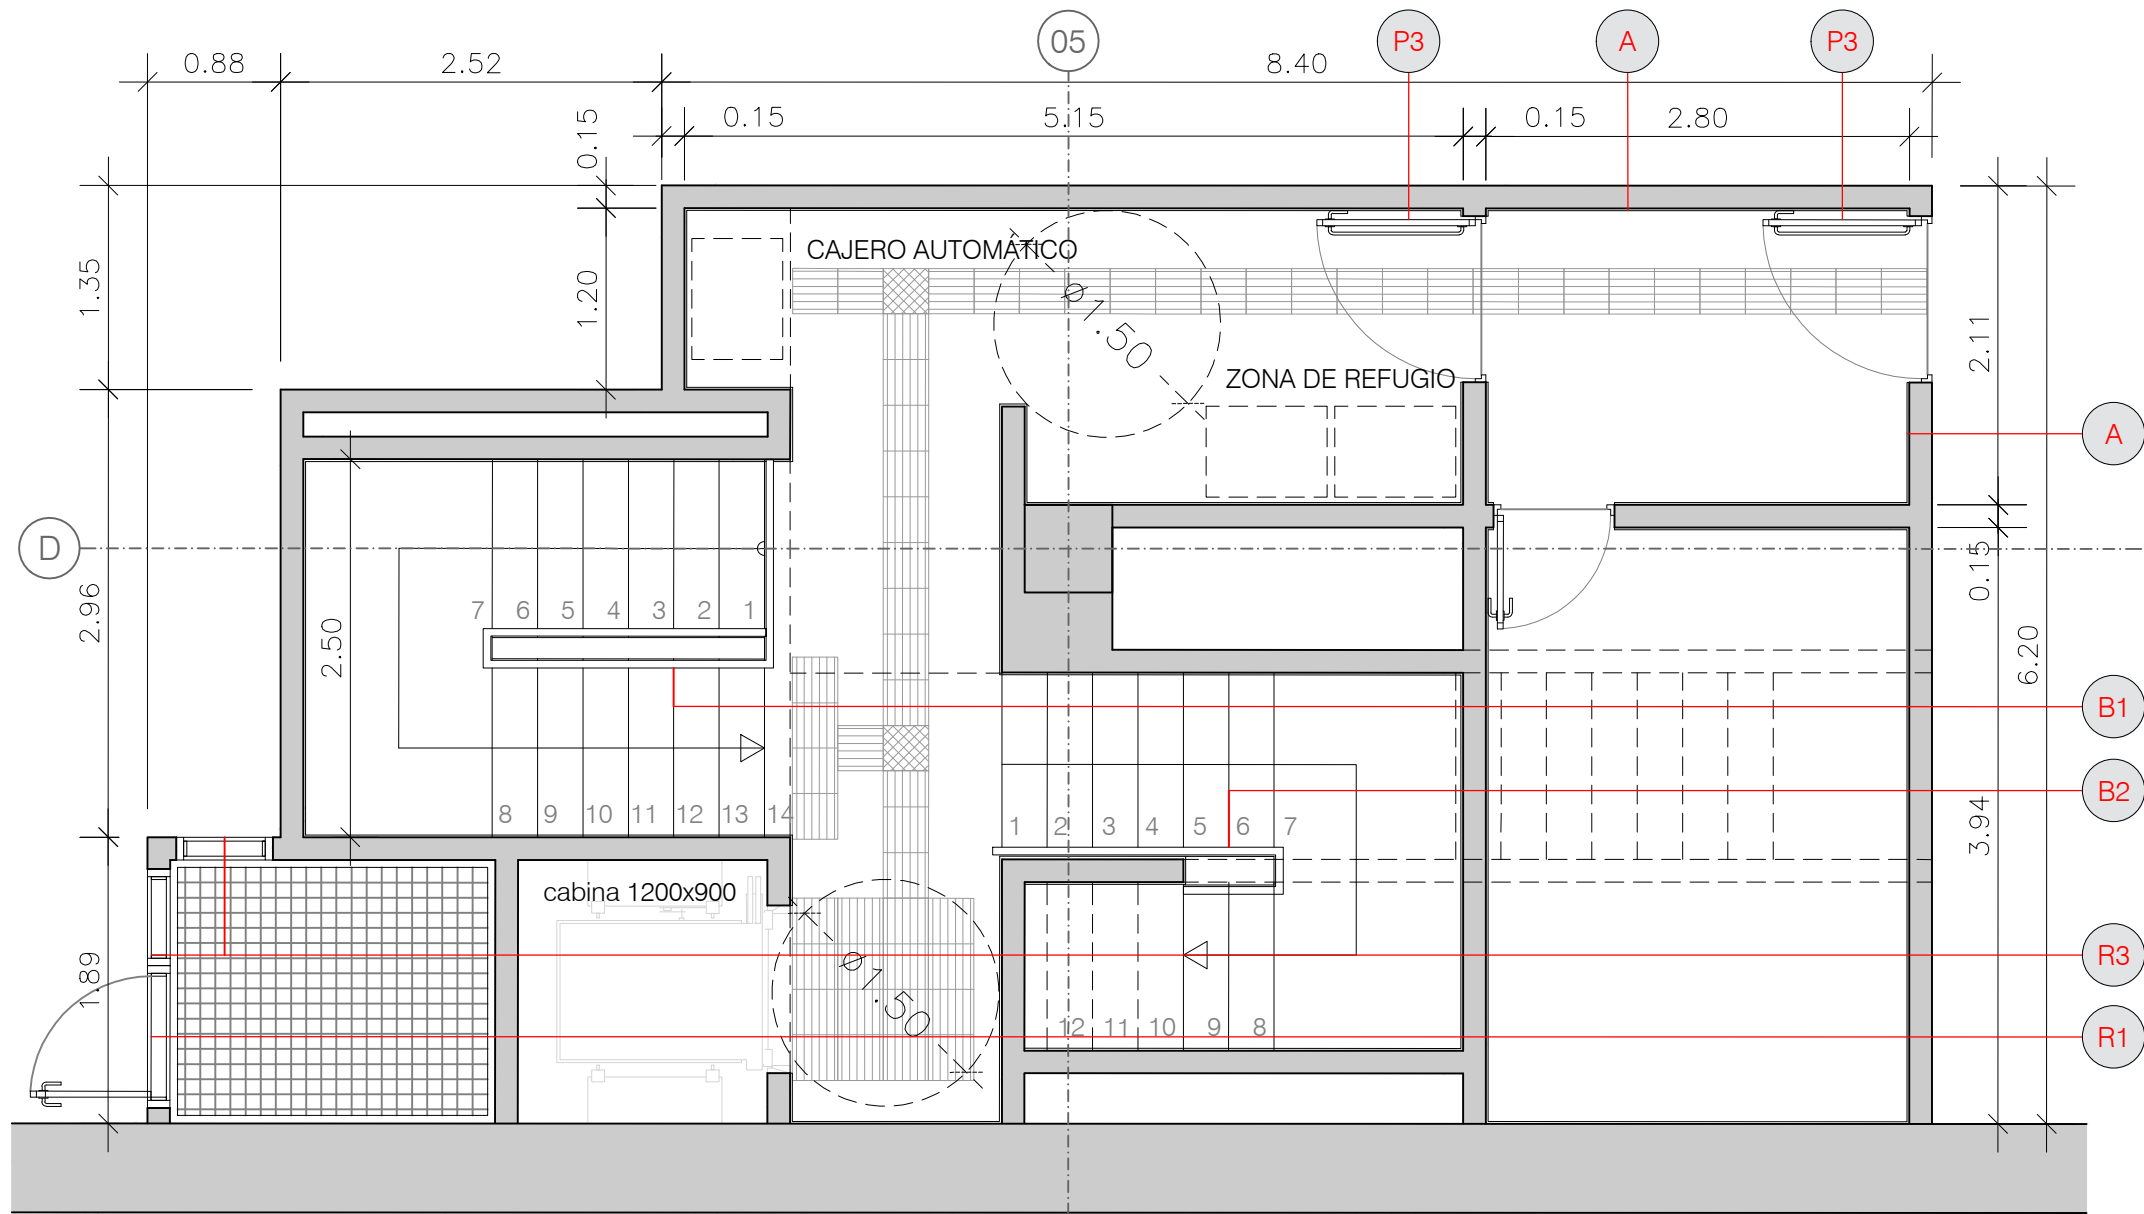 05
P3
A
P3
0.88
2.52
8.40
0.15
0.15
5.15
0.15
2.80
CAJERO AUTOMÁTICO
1.35
1.20
ø1.50
2.11
ZONA DE REFUGIO
A
D
2.96
2.50
7 6 5 4 3 2 1
0.15
6.20
B1
B2
8 9 10 11 12 13 14
1 2 3 4 5 6 7
3.94
cabina 1200x900
1.89
ø1.50
R3
12 11 10 9 8
R1